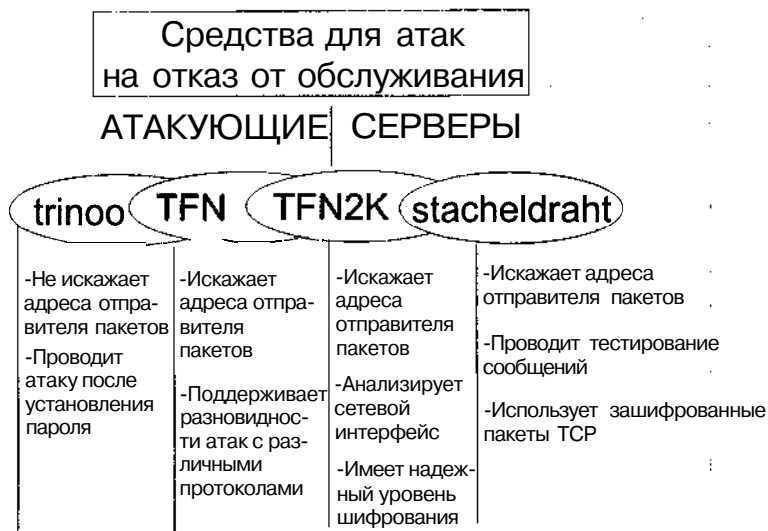 Средства для атак
на отказ от обслуживания
АТАКУЮЩИЕ СЕРВЕРЫ
trinoo
TFN
TFN2K
stacheldraht
-Не искажает
адреса отпра-
вителя пакетов
-Проводит
атаку после
установления
пароля
-Искажает
адреса отпра-
вителя
пакетов
-Поддерживает
разновиднос-
ти атак с раз-
личными
протоколами
-Искажает
адреса
отправителя
пакетов
-Анализирует
сетевой
интерфейс
-Имеет надеж-
ный уровень
шифрования
-Искажает адреса
отправителя пакетов
-Проводит тестирование
сообщений
-Использует зашифрованные
пакеты TCP